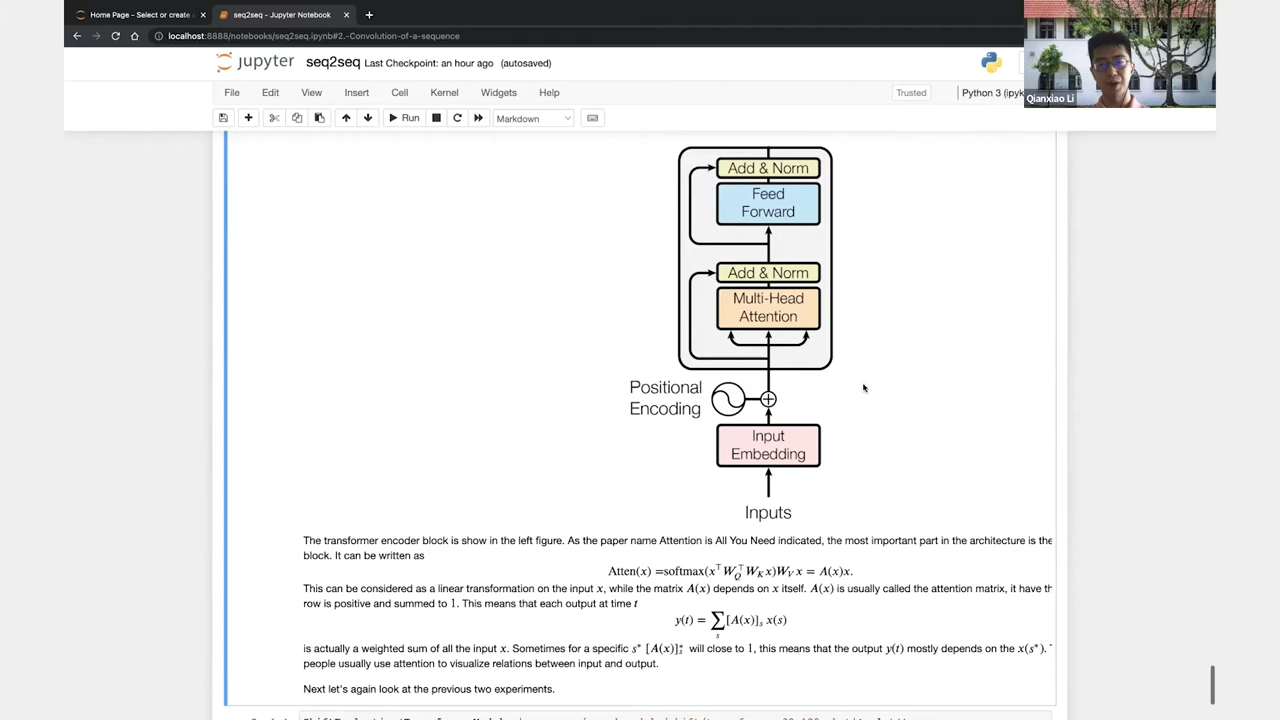 Home Page - Select or create
seq2seq - Jupyter Notebook
localhost:8888/notebooks/seq2seq.ipynb#2.-Convolution-of-a-sequence
jupyter seq2seq Last Checkpoint: an hour ago (autosaved)
Qianxiao Li
File Edit View Insert Cell Kernel Widgets Help Trusted Python 3 (ipyk
Run Markdown
Add & Norm
Feed
Forward
Add & Norm
Multi-Head
Attention
Positional
Encoding
Input
Embedding
Inputs
The transformer encoder block is show in the left figure. As the paper name Attention is All You Need indicated, the most important part in the architecture is the
block. It can be written as
Atten(x) =softmax(x^⊤ W_Q^⊤ W_K x)W_V x = A(x)x.
This can be considered as a linear transformation on the input x, while the matrix A(x) depends on x itself. A(x) is usually called the attention matrix, it have th
row is positive and summed to 1. This means that each output at time t
y(t) = ∑_s [A(x)]_s x(s)
is actually a weighted sum of all the input x. Sometimes for a specific s* [A(x)]_s^* will close to 1, this means that the output y(t) mostly depends on the x(s*).
people usually use attention to visualize relations between input and output.
Next let's again look at the previous two experiments.